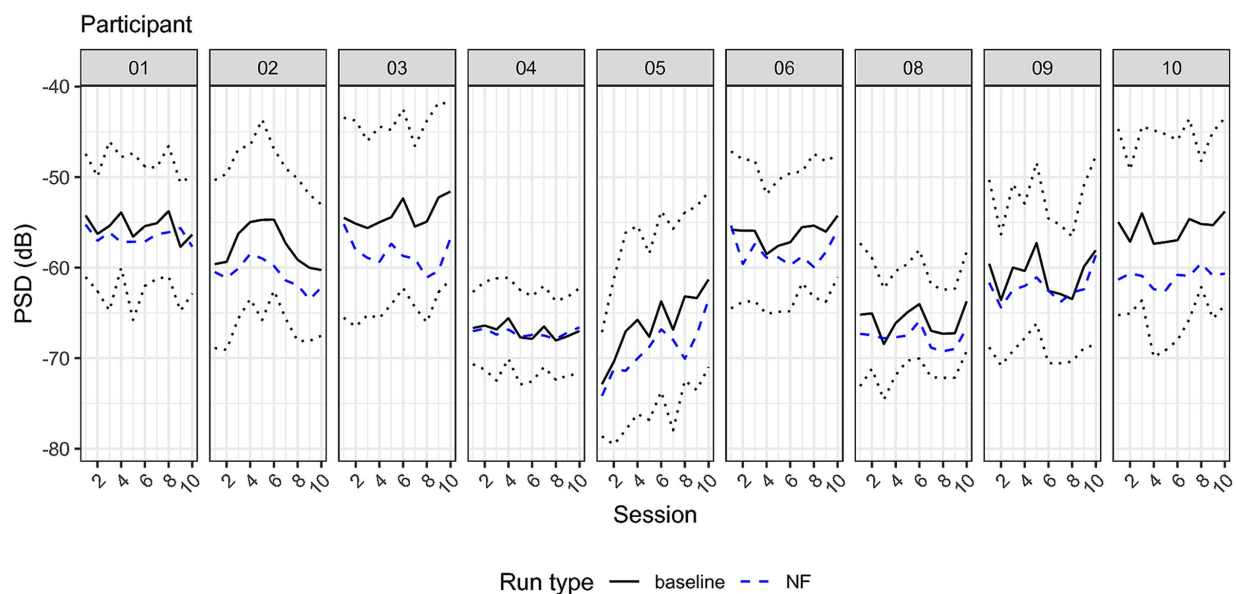 Participant
01 02 03 04 05 06 08 09 10
-40
-50
-60
-70
-80
PSD (dB)
2 4 6 8 10 2 4 6 8 10 2 4 6 8 10 2 4 6 8 10 2 4 6 8 10 2 4 6 8 10 2 4 6 8 10 2 4 6 8 10 2 4 6 8 10
Session
Run type baseline NF